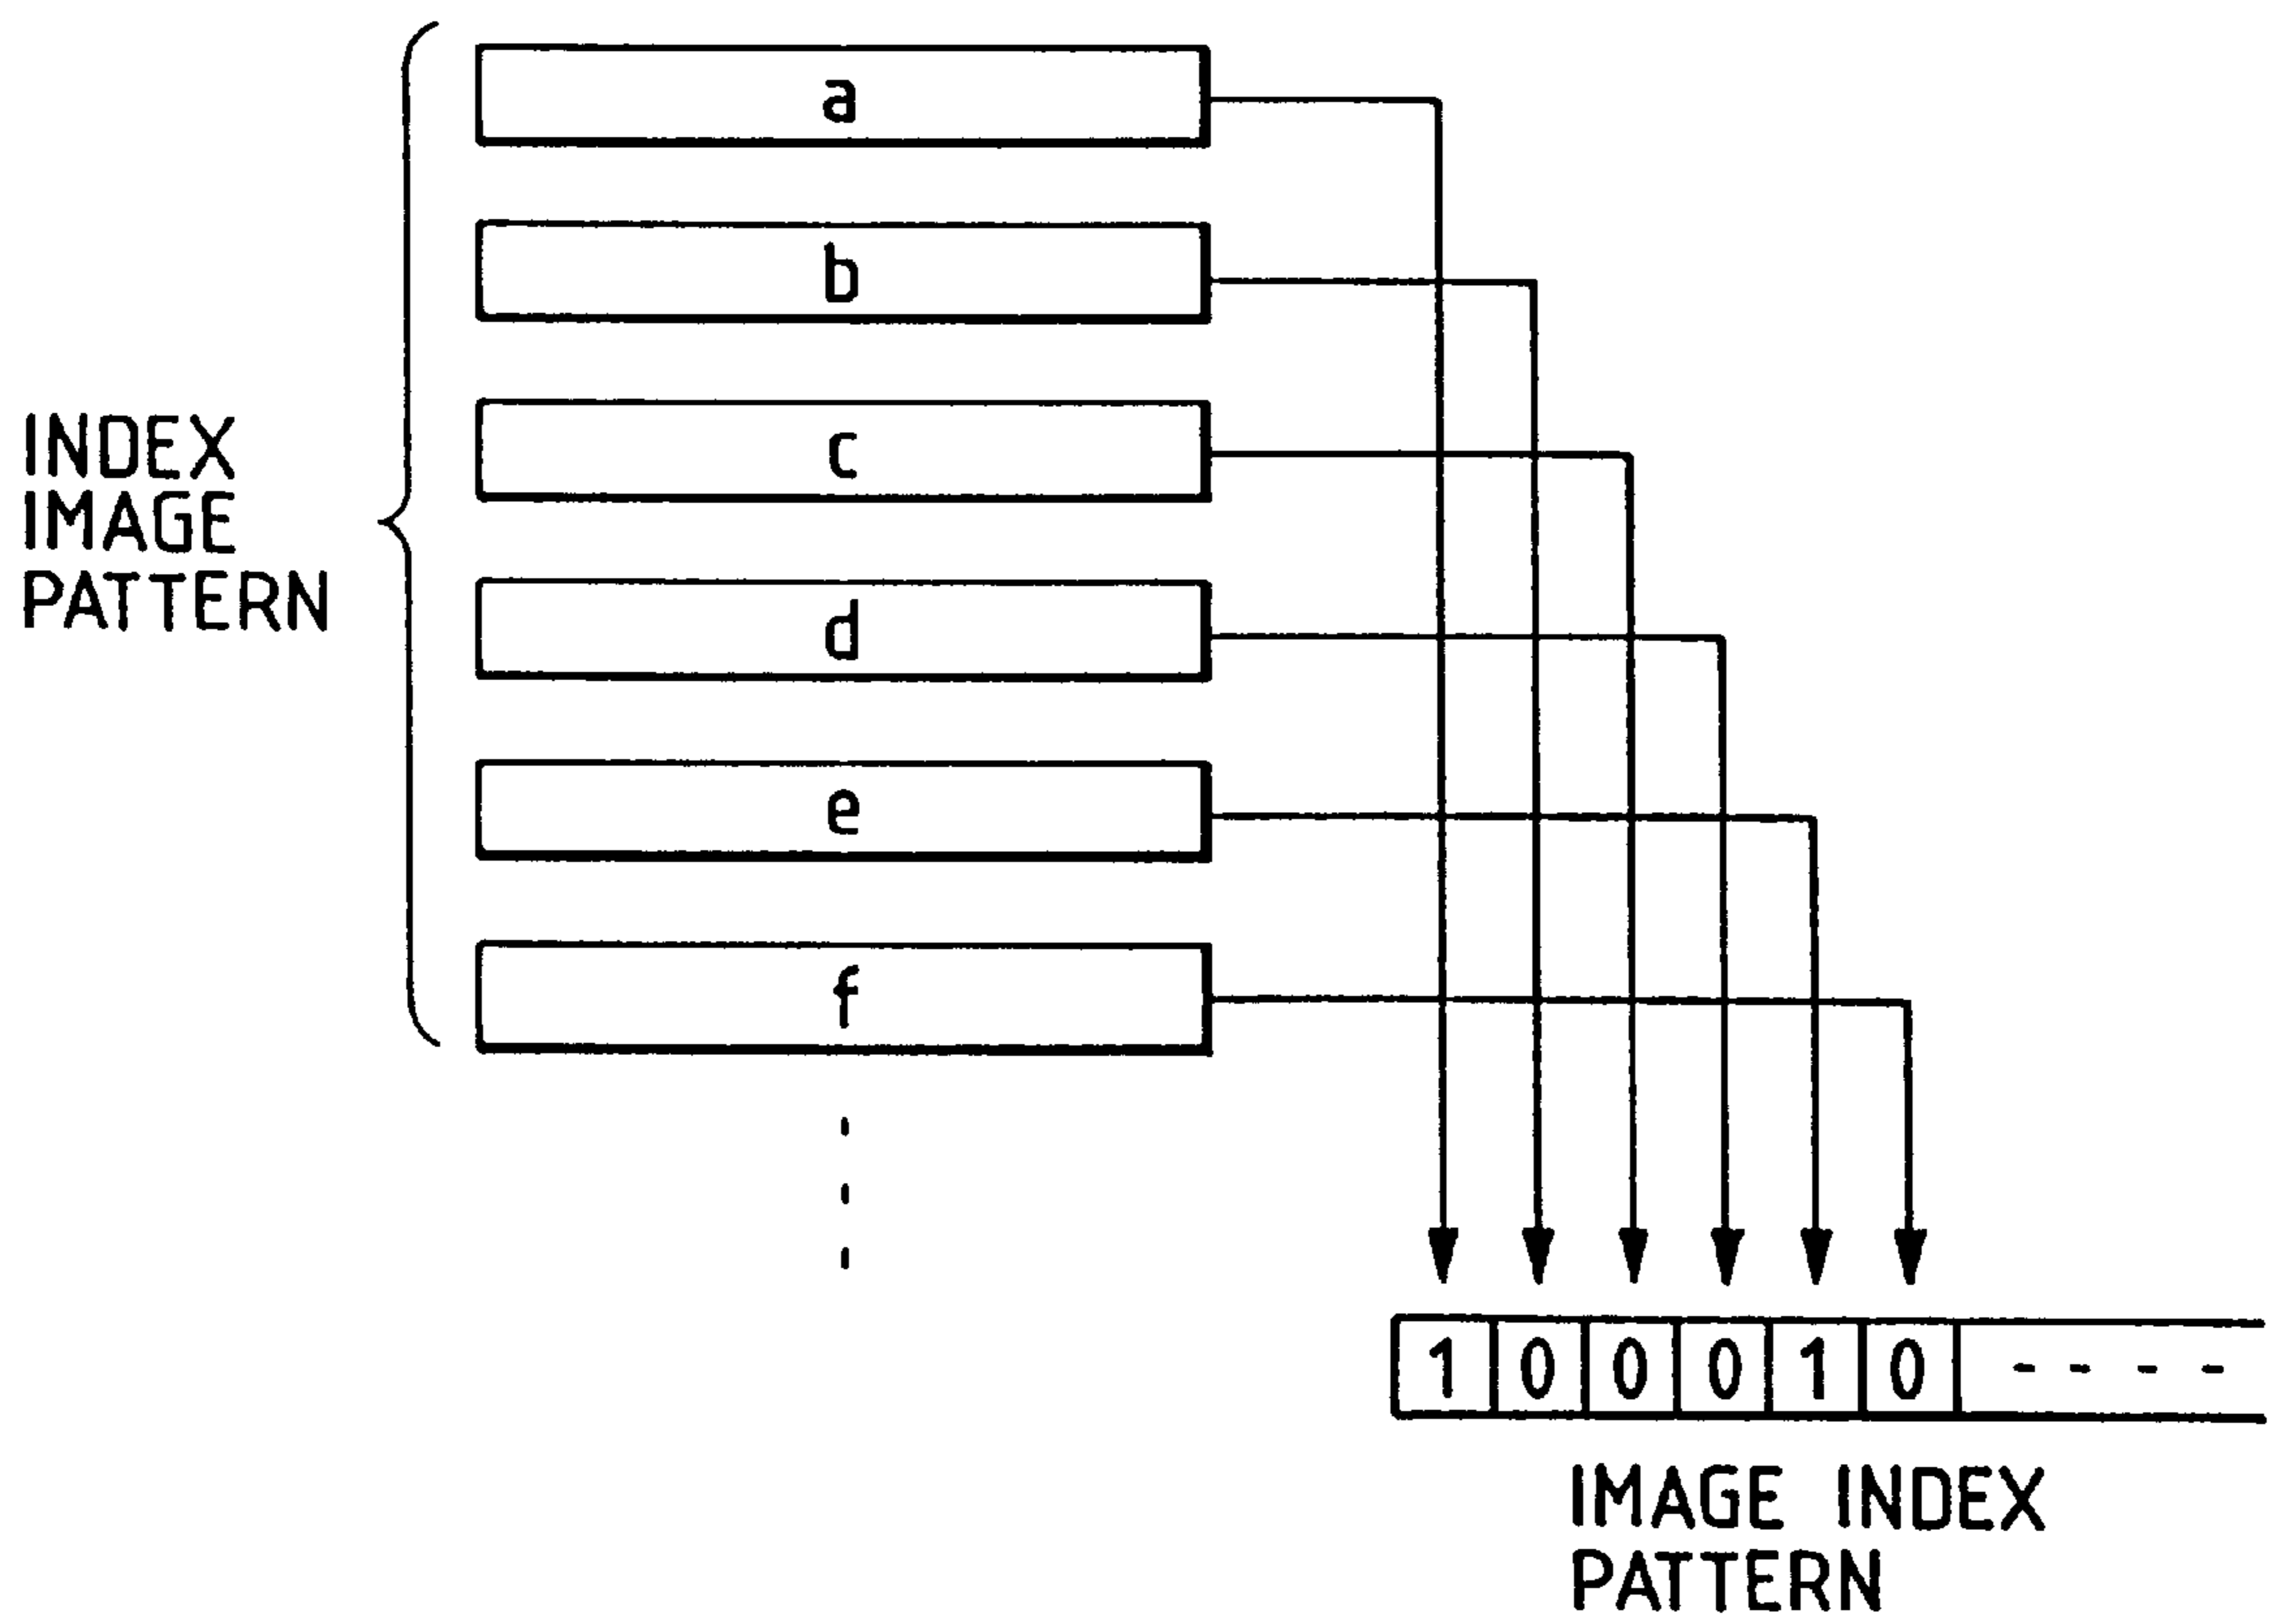 a
b
c
d
e
f
INDEX
IMAGE
PATTERN
1 0 0 0 1 0 - - - -
IMAGE INDEX
PATTERN